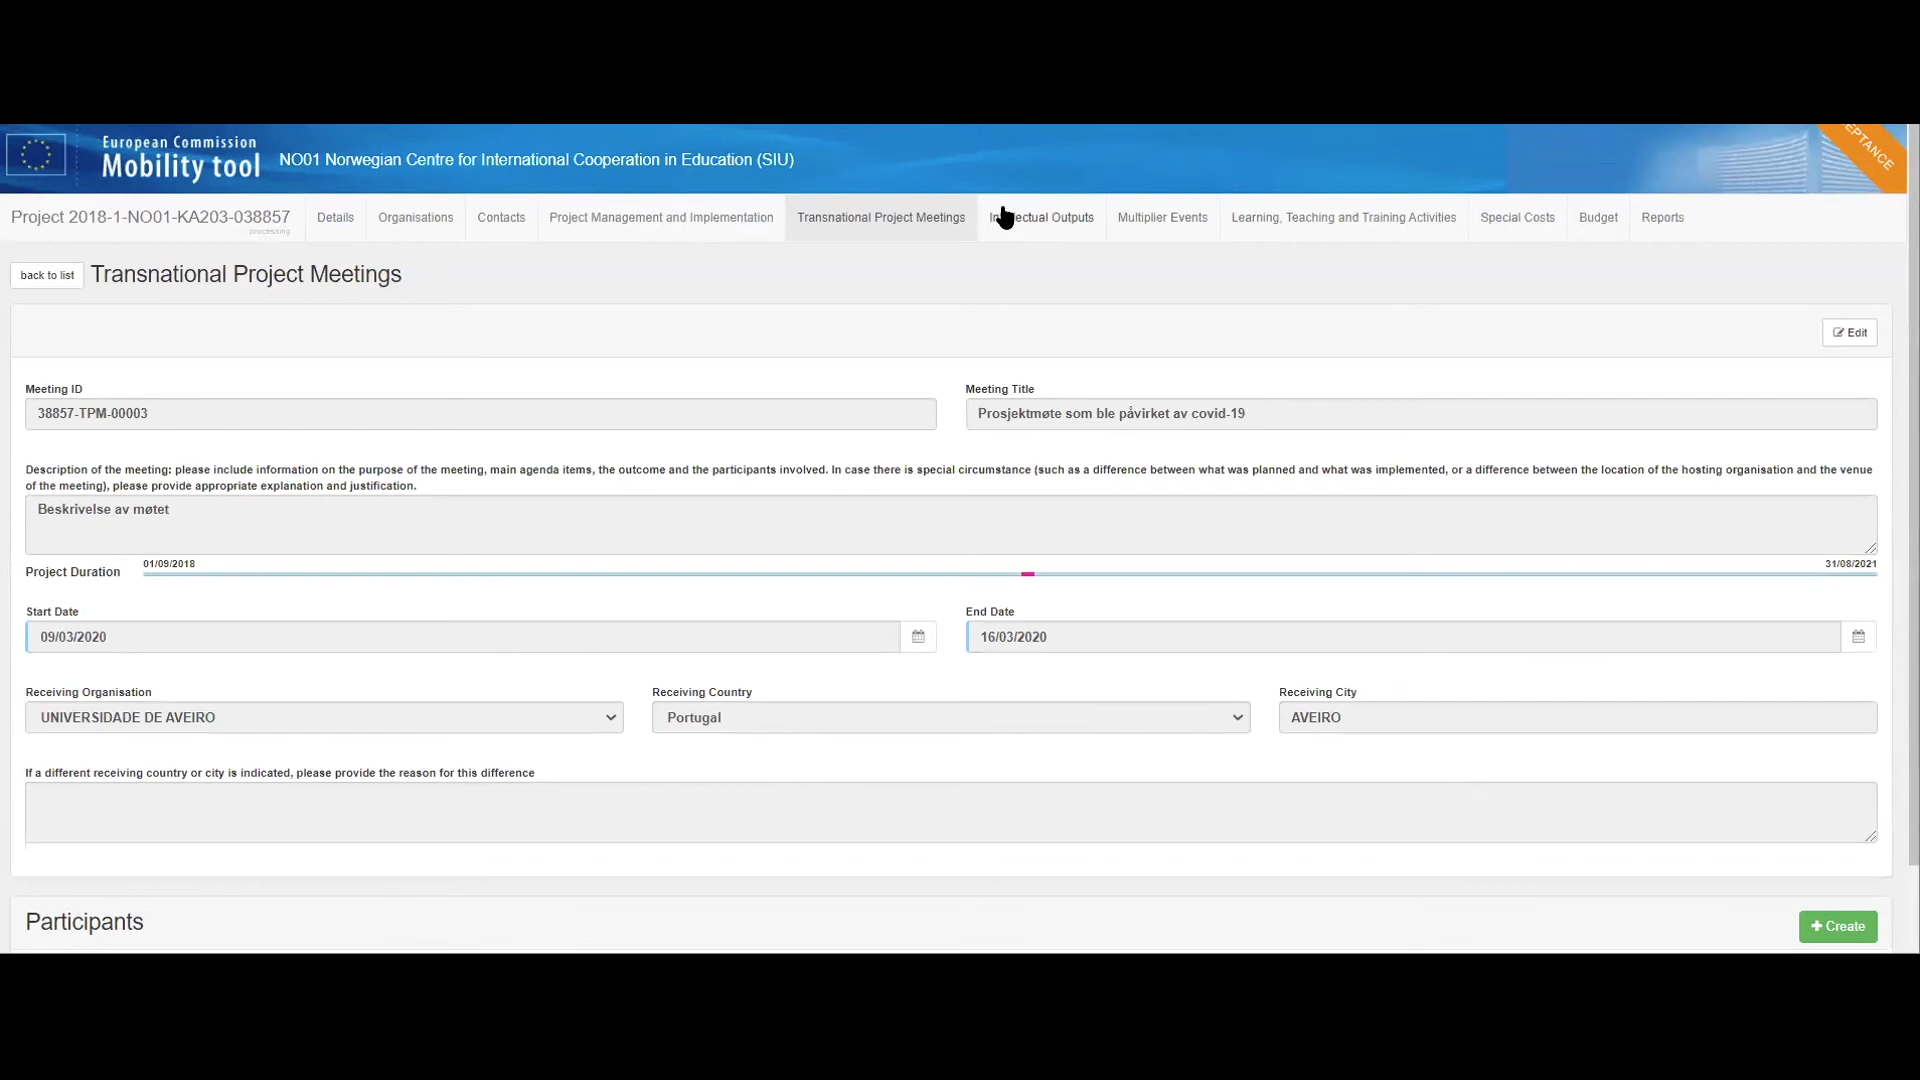 European Commission
Mobility tool
NO01 Norwegian Centre for International Cooperation in Education (SIU)
Project 2018-1-NO01-KA203-038857
processing
Details
Organisations
Contacts
Project Management and Implementation
Transnational Project Meetings
Multiplier Events
Learning, Teaching and Training Activities
Special Costs
Budget
Reports
back to list
Transnational Project Meetings
Edit
Meeting ID
38857-TPM-00003
Meeting Title
Prosjektmøte som ble påvirket av covid-19
Description of the meeting: please include information on the purpose of the meeting, main agenda items, the outcome and the participants involved. In case there is special circumstance (such as a difference between what was planned and what was implemented, or a difference between the location of the hosting organisation and the venue
of the meeting), please provide appropriate explanation and justification.
Beskrivelse av møtet
Project Duration
01/09/2018
31/08/2021
Start Date
09/03/2020
End Date
16/03/2020
Receiving Organisation
UNIVERSIDADE DE AVEIRO
Receiving Country
Portugal
Receiving City
AVEIRO
If a different receiving country or city is indicated, please provide the reason for this difference
Participants
Create